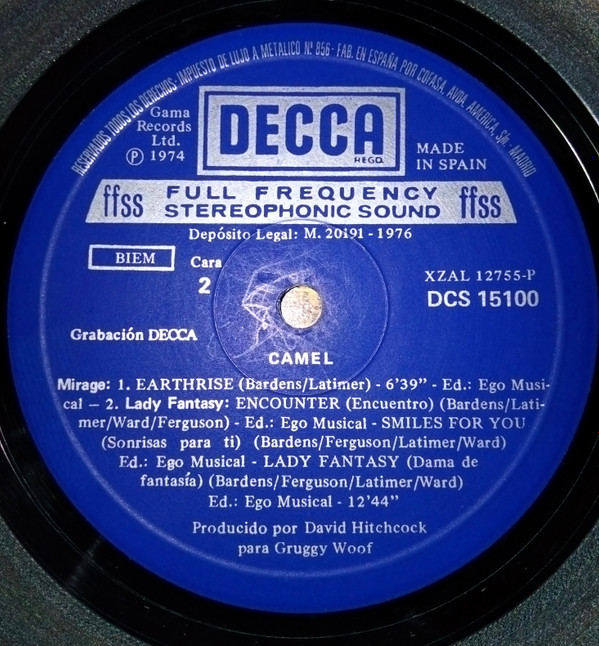 RESERVADOS TODOS LOS DERECHOS · IMPUESTO DE LUJO A METALICO Nº 856 - FAB. EN ESPAÑA POR COFASA, AVDA. AMERICA, S/N - MADRID
Gama
Records
Ltd.
Ⓟ 1974
DECCA
REGD.
MADE
IN SPAIN
ffss FULL FREQUENCY STEREOPHONIC SOUND ffss
Depósito Legal: M. 20191 - 1976
BIEM
Cara
2
XZAL 12755-P
DCS 15100
Grabación DECCA
CAMEL
Mirage: 1. EARTHRISE (Bardens/Latimer) - 6'39" - Ed.: Ego Musi-
cal — 2. Lady Fantasy: ENCOUNTER (Encuentro) (Bardens/Lati-
mer/Ward/Ferguson) - Ed.: Ego Musical - SMILES FOR YOU
(Sonrisas para ti) (Bardens/Ferguson/Latimer/Ward)
Ed.: Ego Musical - LADY FANTASY (Dama de
fantasía) (Bardens/Ferguson/Latimer/Ward)
Ed.: Ego Musical - 12'44"
Producido por David Hitchcock
para Gruggy Woof